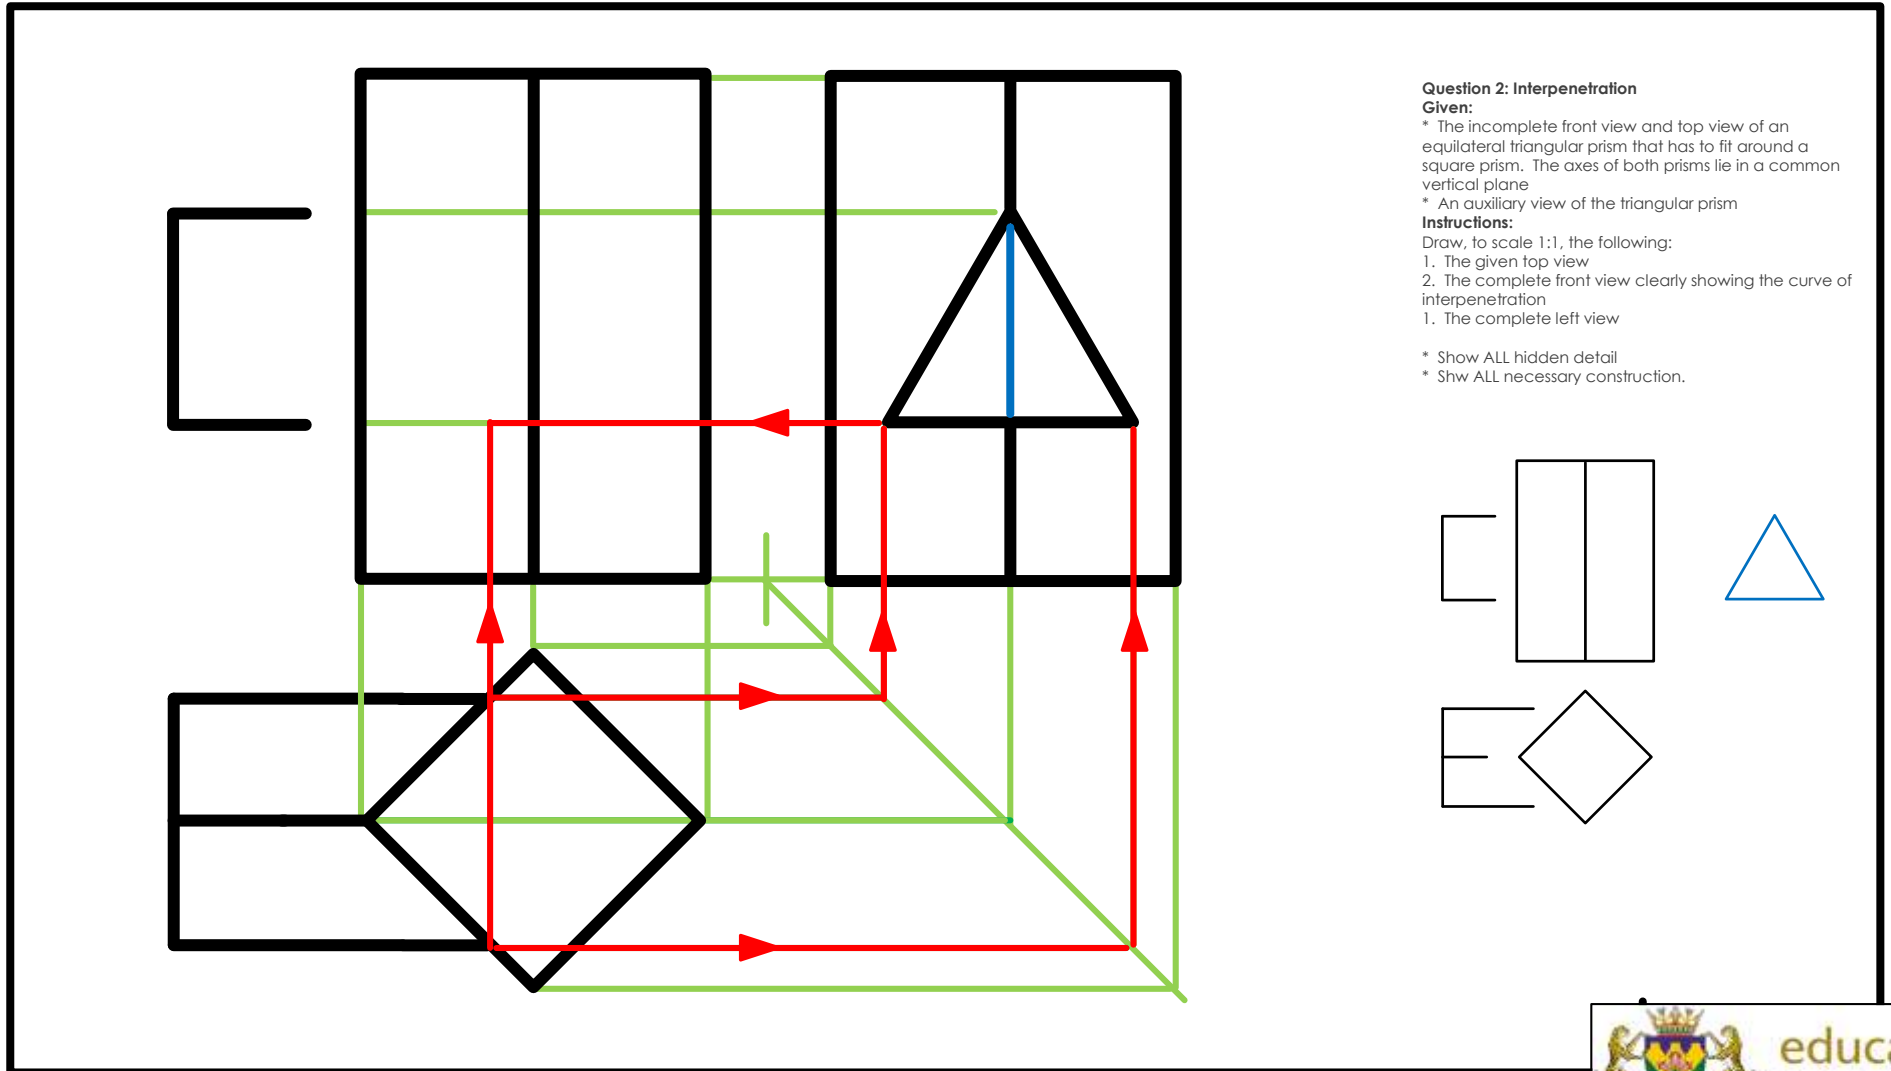 Question 2: Interpenetration
Given:
* The incomplete front view and top view of an
equilateral triangular prism that has to fit around a
square prism. The axes of both prisms lie in a common
vertical plane
* An auxiliary view of the triangular prism
Instructions:
Draw, to scale 1:1, the following:
1. The given top view
2. The complete front view clearly showing the curve of
interpenetration
1. The complete left view
* Show ALL hidden detail
* Shw ALL necessary construction.
educa